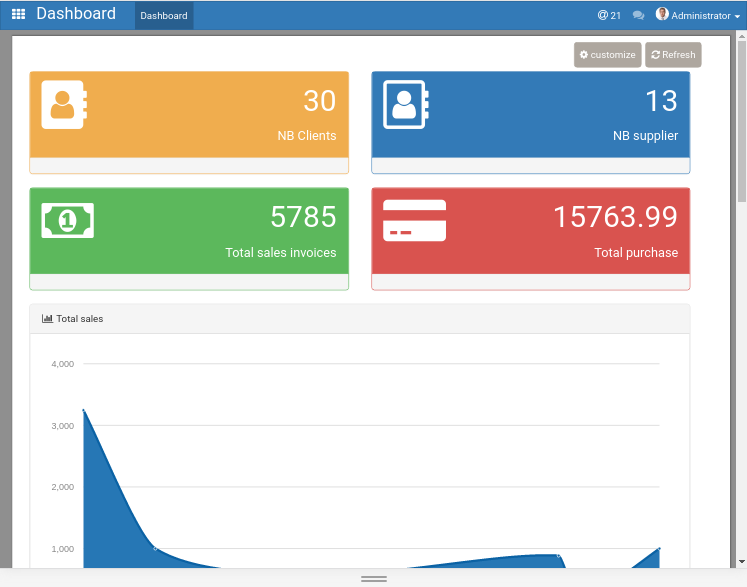 Dashboard Dashboard @ 21 Administrator
customize Refresh
30
NB Clients
13
NB supplier
1
5785
Total sales invoices
15763.99
Total purchase
Total sales
4,000
3,000
2,000
1,000